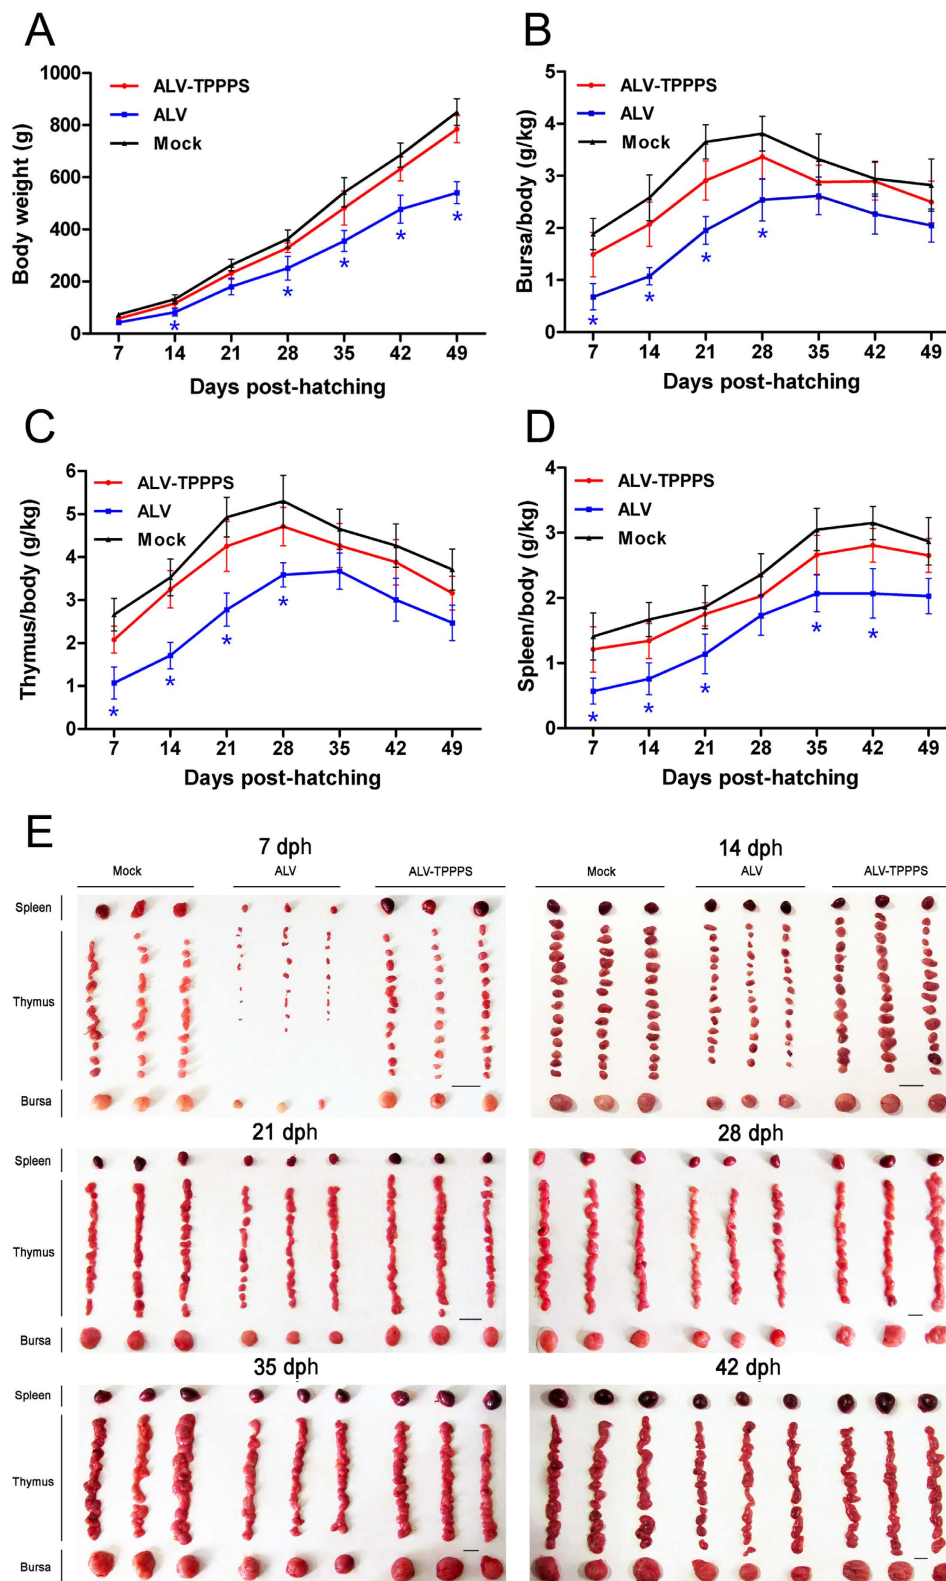 A
1000
800
600
400
200
0
Body weight (g)
ALV-TPPPS
ALV
Mock
* * * * *
7 14 21 28 35 42 49
Days post-hatching
B
5
4
3
2
1
0
Bursa/body (g/kg)
ALV-TPPPS
ALV
Mock
* * * *
7 14 21 28 35 42 49
Days post-hatching
C
6
5
4
3
2
1
0
Thymus/body (g/kg)
ALV-TPPPS
ALV
Mock
* * * *
7 14 21 28 35 42 49
Days post-hatching
D
4
3
2
1
0
Spleen/body (g/kg)
ALV-TPPPS
ALV
Mock
* * * * *
7 14 21 28 35 42 49
Days post-hatching
E
7 dph
Mock ALV ALV-TPPPS
14 dph
Mock ALV ALV-TPPPS
Spleen
Thymus
Bursa
21 dph
28 dph
Spleen
Thymus
Bursa
35 dph
42 dph
Spleen
Thymus
Bursa